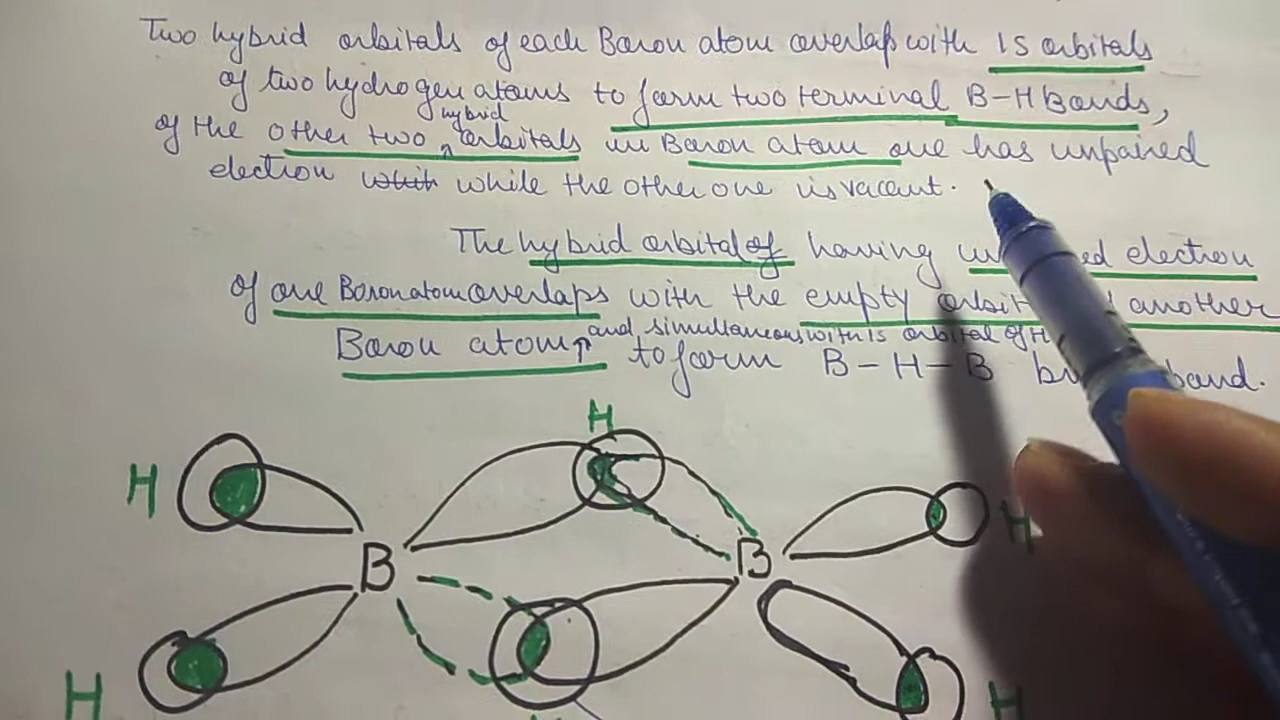 Two hybrid orbitals of each Boron atom overlap with 1S orbitals
of two hydrogen atoms to form two terminal B-H Bonds,
hybrid
of the other two orbitals in Boron atom one has unpaired
electron which while the other one is vacant.
The hybrid orbital of having electron
of one Boron atom overlaps with the empty another
and simultaneous with 1s orbital of H
Boron atom to form B-H-B bond.
H
H
H
B
B
H
H